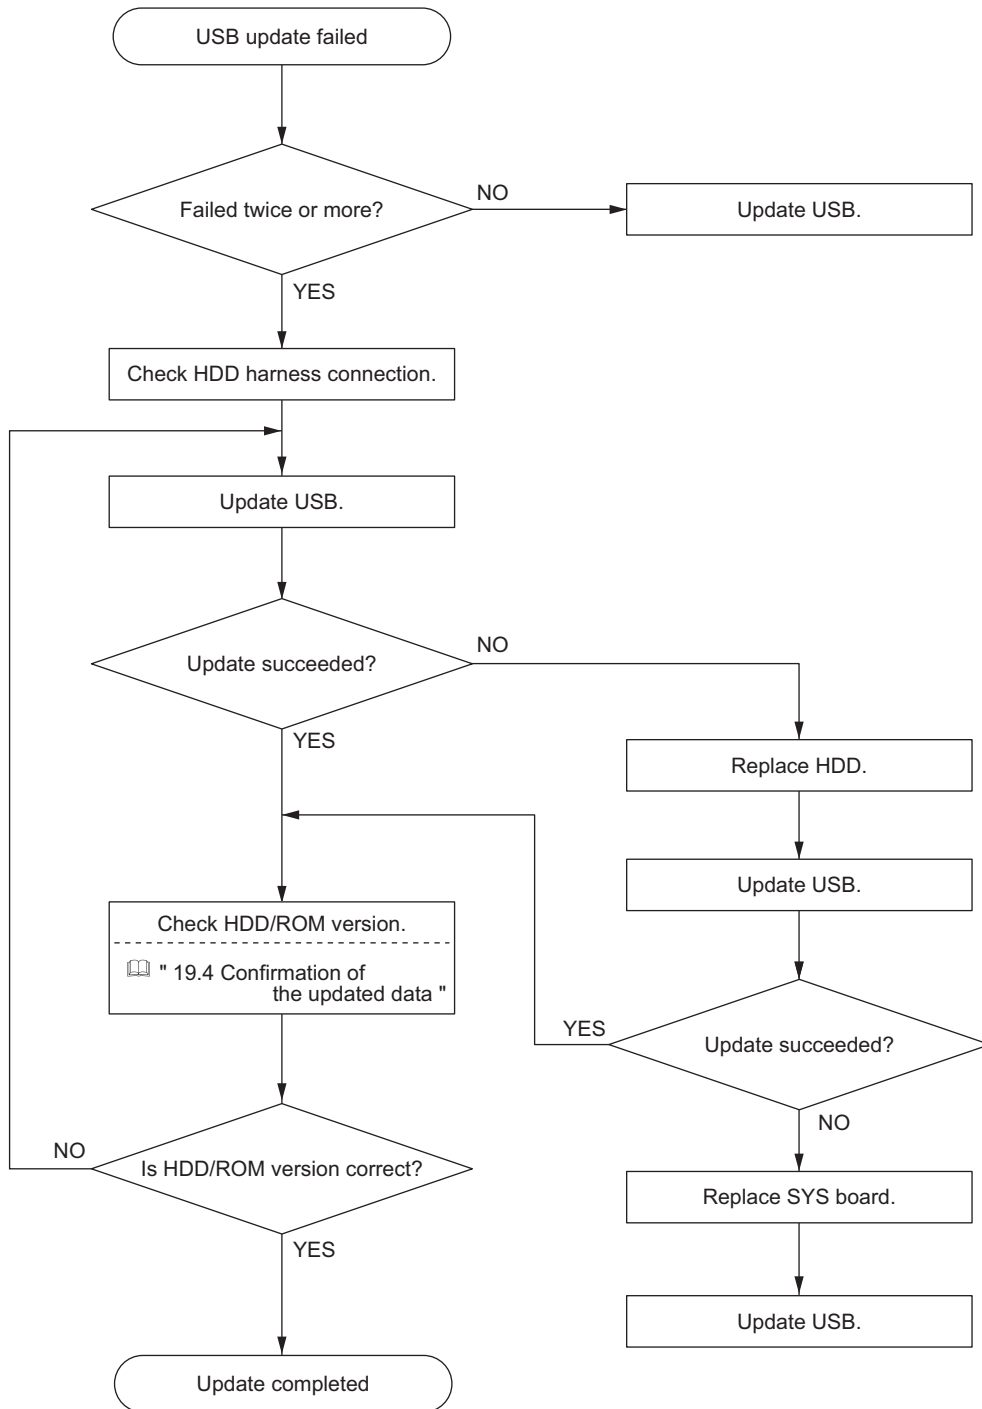 USB update failed
Failed twice or more?
NO
Update USB.
YES
Check HDD harness connection.
Update USB.
Update succeeded?
NO
YES
Replace HDD.
Update USB.
Check HDD/ROM version.
" 19.4 Confirmation of
the updated data "
YES
Update succeeded?
NO
NO
Is HDD/ROM version correct?
Replace SYS board.
YES
Update USB.
Update completed